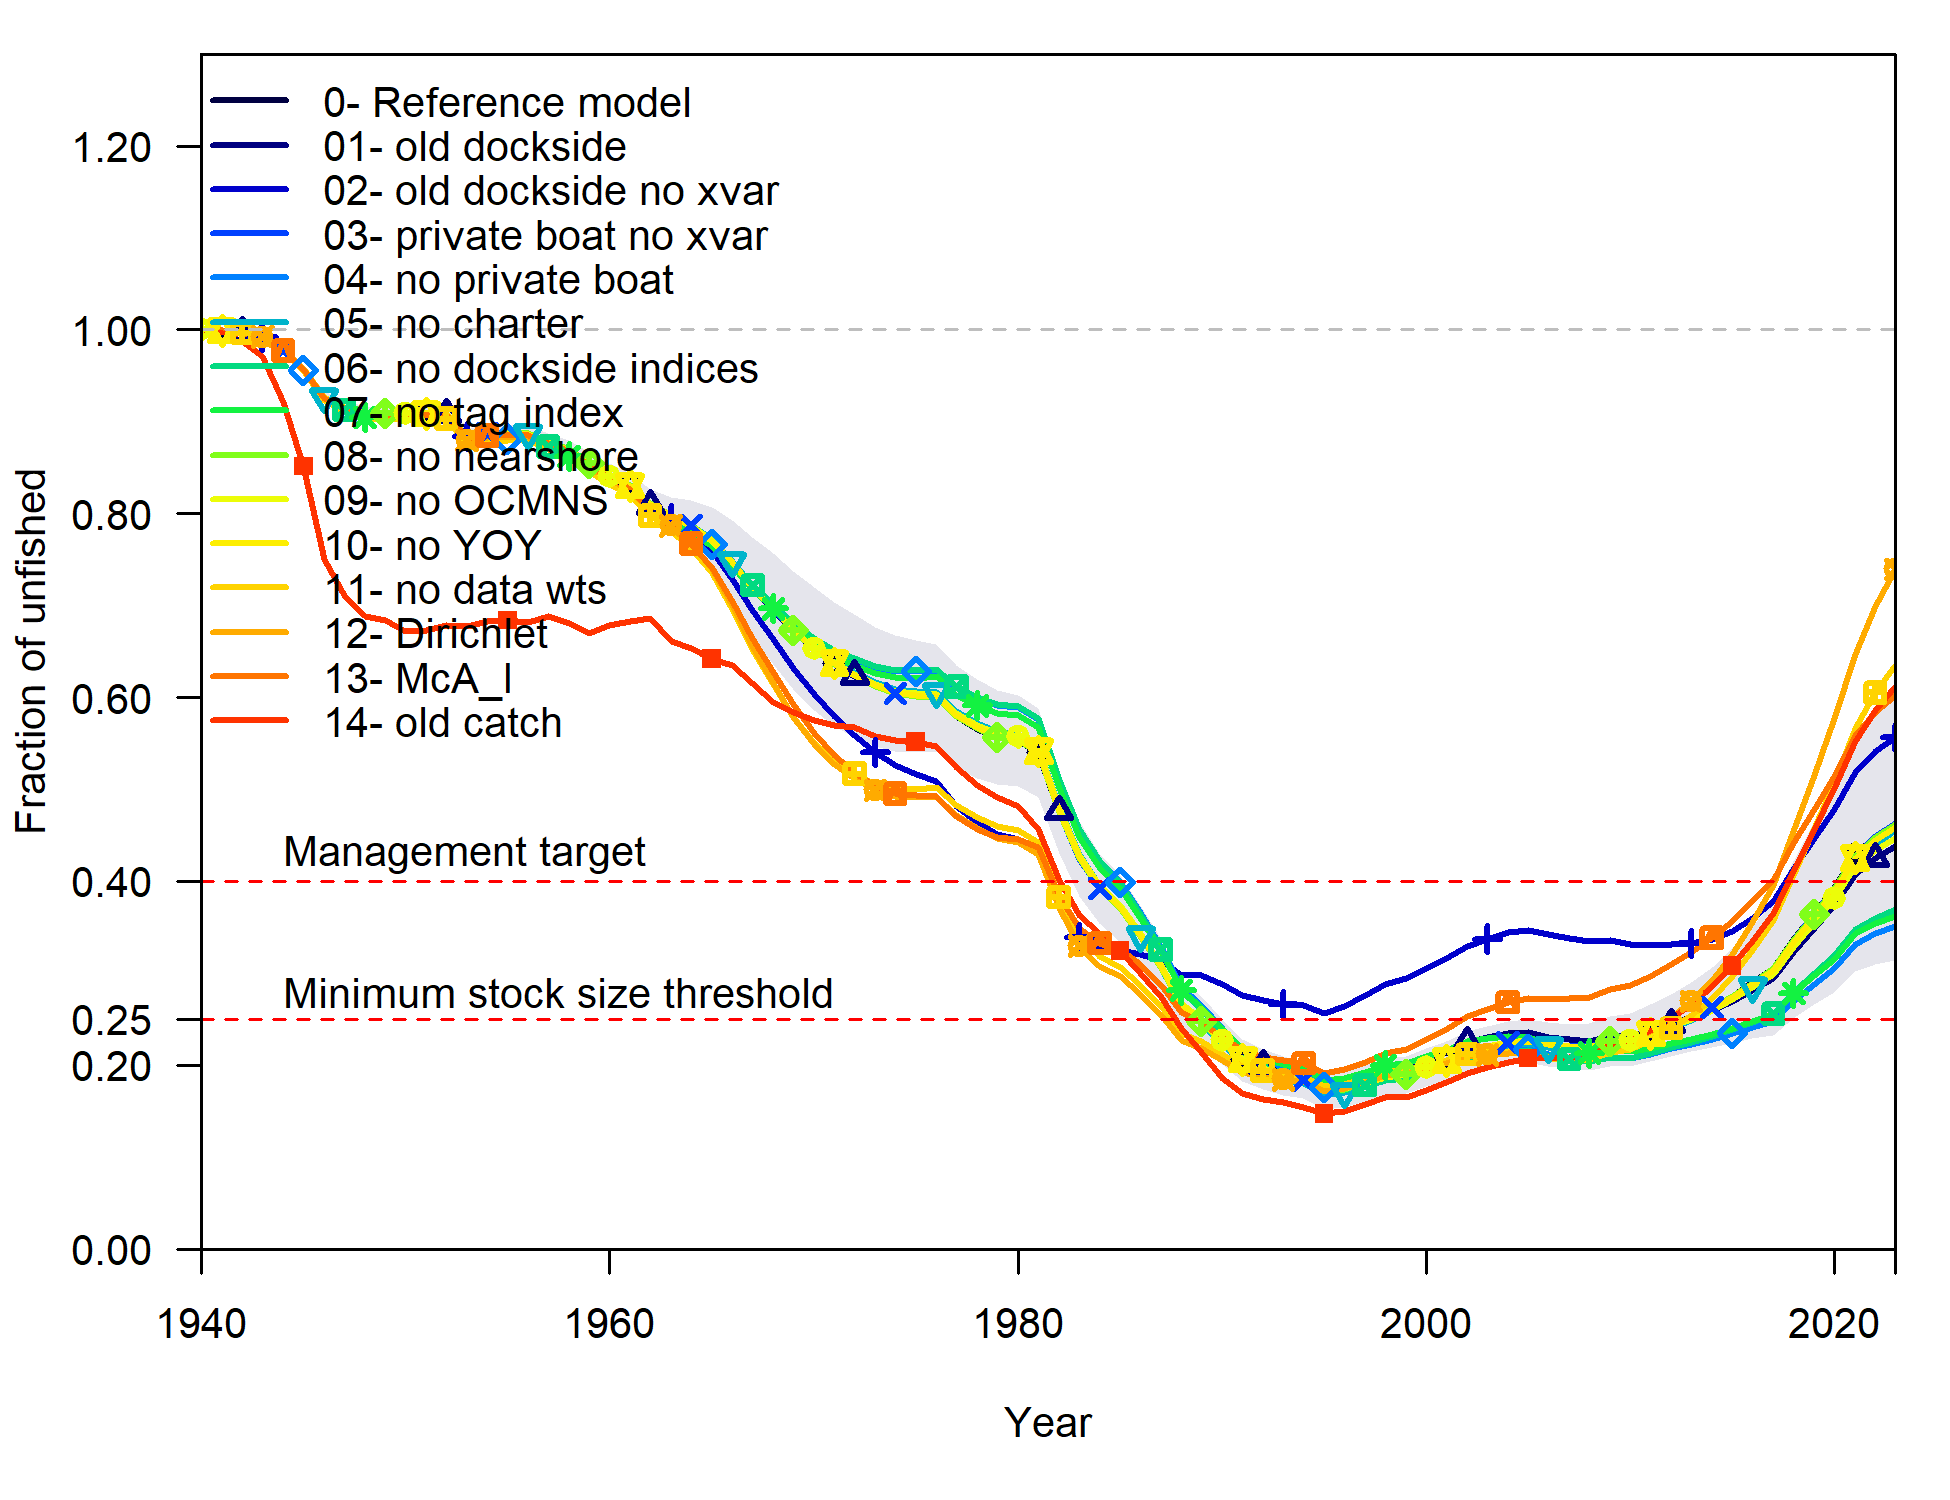 0- Reference model
01- old dockside
02- old dockside no xvar
03- private boat no xvar
04- no private boat
05- no charter
06- no dockside indices
07- no tag index
08- no nearshore
09- no OCMNS
10- no YOY
11- no data wts
12- Dirichlet
13- McA_I
14- old catch
1.20
1.00
0.80
0.60
0.40
0.25
0.20
0.00
Fraction of unfished
Management target
Minimum stock size threshold
1940
1960
1980
2000
2020
Year